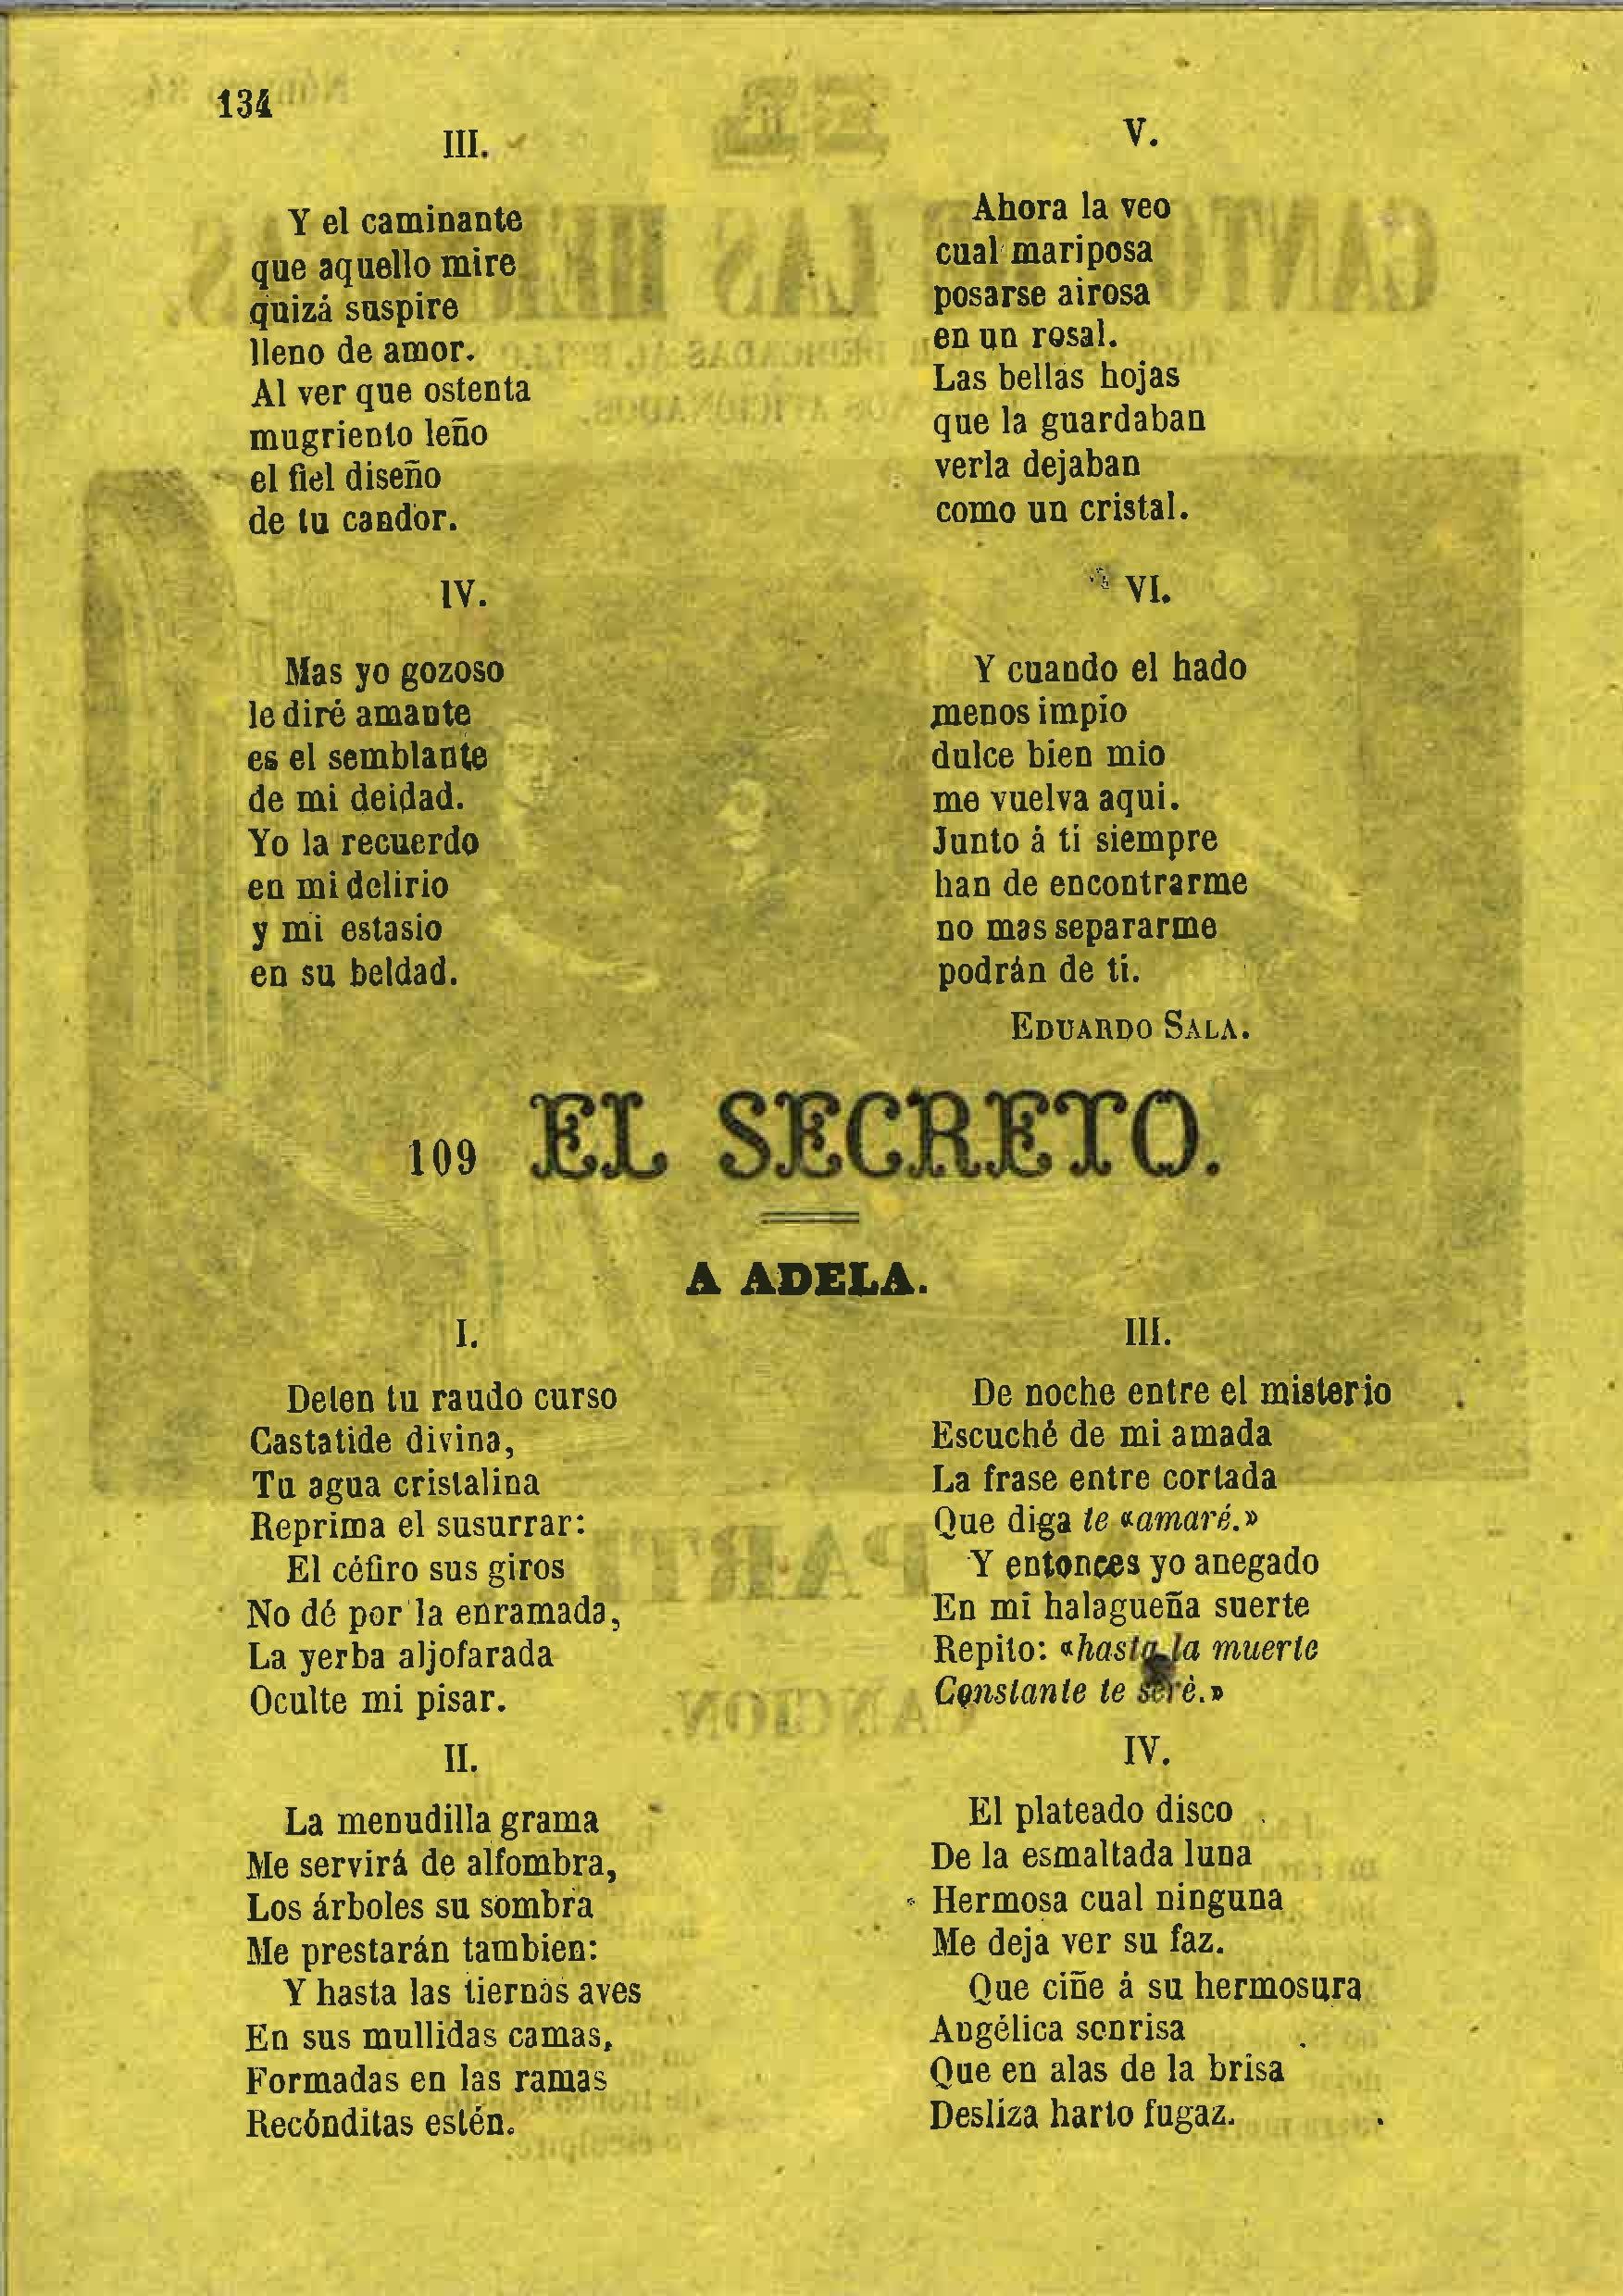 134
III.
Y el caminante
que aquello mire
quizá suspire
lleno de amor.
Al ver que ostenta
mugriento leño
el fiel diseño
de tu candor.
IV.
Mas yo gozoso
le diré amante
es el semblante
de mi deidad.
Yo la recuerdo
en mi delirio
y mi estasio
en su beldad.
V.
Ahora la veo
cual mariposa
posarse airosa
en un rosal.
Las bellas hojas
que la guardaban
verla dejaban
como un cristal.
VI.
Y cuando el hado
menos impio
dulce bien mio
me vuelva aqui.
Junto á ti siempre
han de encontrarme
no mas separarme
podrán de ti.
EDUARDO SALA.
109 EL SECRETO.
A ADELA.
I.
Deten tu raudo curso
Castatide divina,
Tu agua cristalina
Reprima el susurrar:
El céfiro sus giros
No dé por la enramada,
La yerba aljofarada
Oculte mi pisar.
II.
La menudilla grama
Me servirá de alfombra,
Los árboles su sombra
Me prestarán tambien:
Y hasta las tiernas aves
En sus mullidas camas,
Formadas en las ramas
Recónditas estén.
III.
De noche entre el misterio
Escuché de mi amada
La frase entre cortada
Que diga te «amaré.»
Y entonces yo anegado
En mi halagueña suerte
Repito: «hasta la muerte
Constante te serè.»
IV.
El plateado disco
De la esmaltada luna
Hermosa cual ninguna
Me deja ver su faz.
Que ciñe á su hermosura
Angélica sonrisa
Que en alas de la brisa
Desliza harto fugaz.